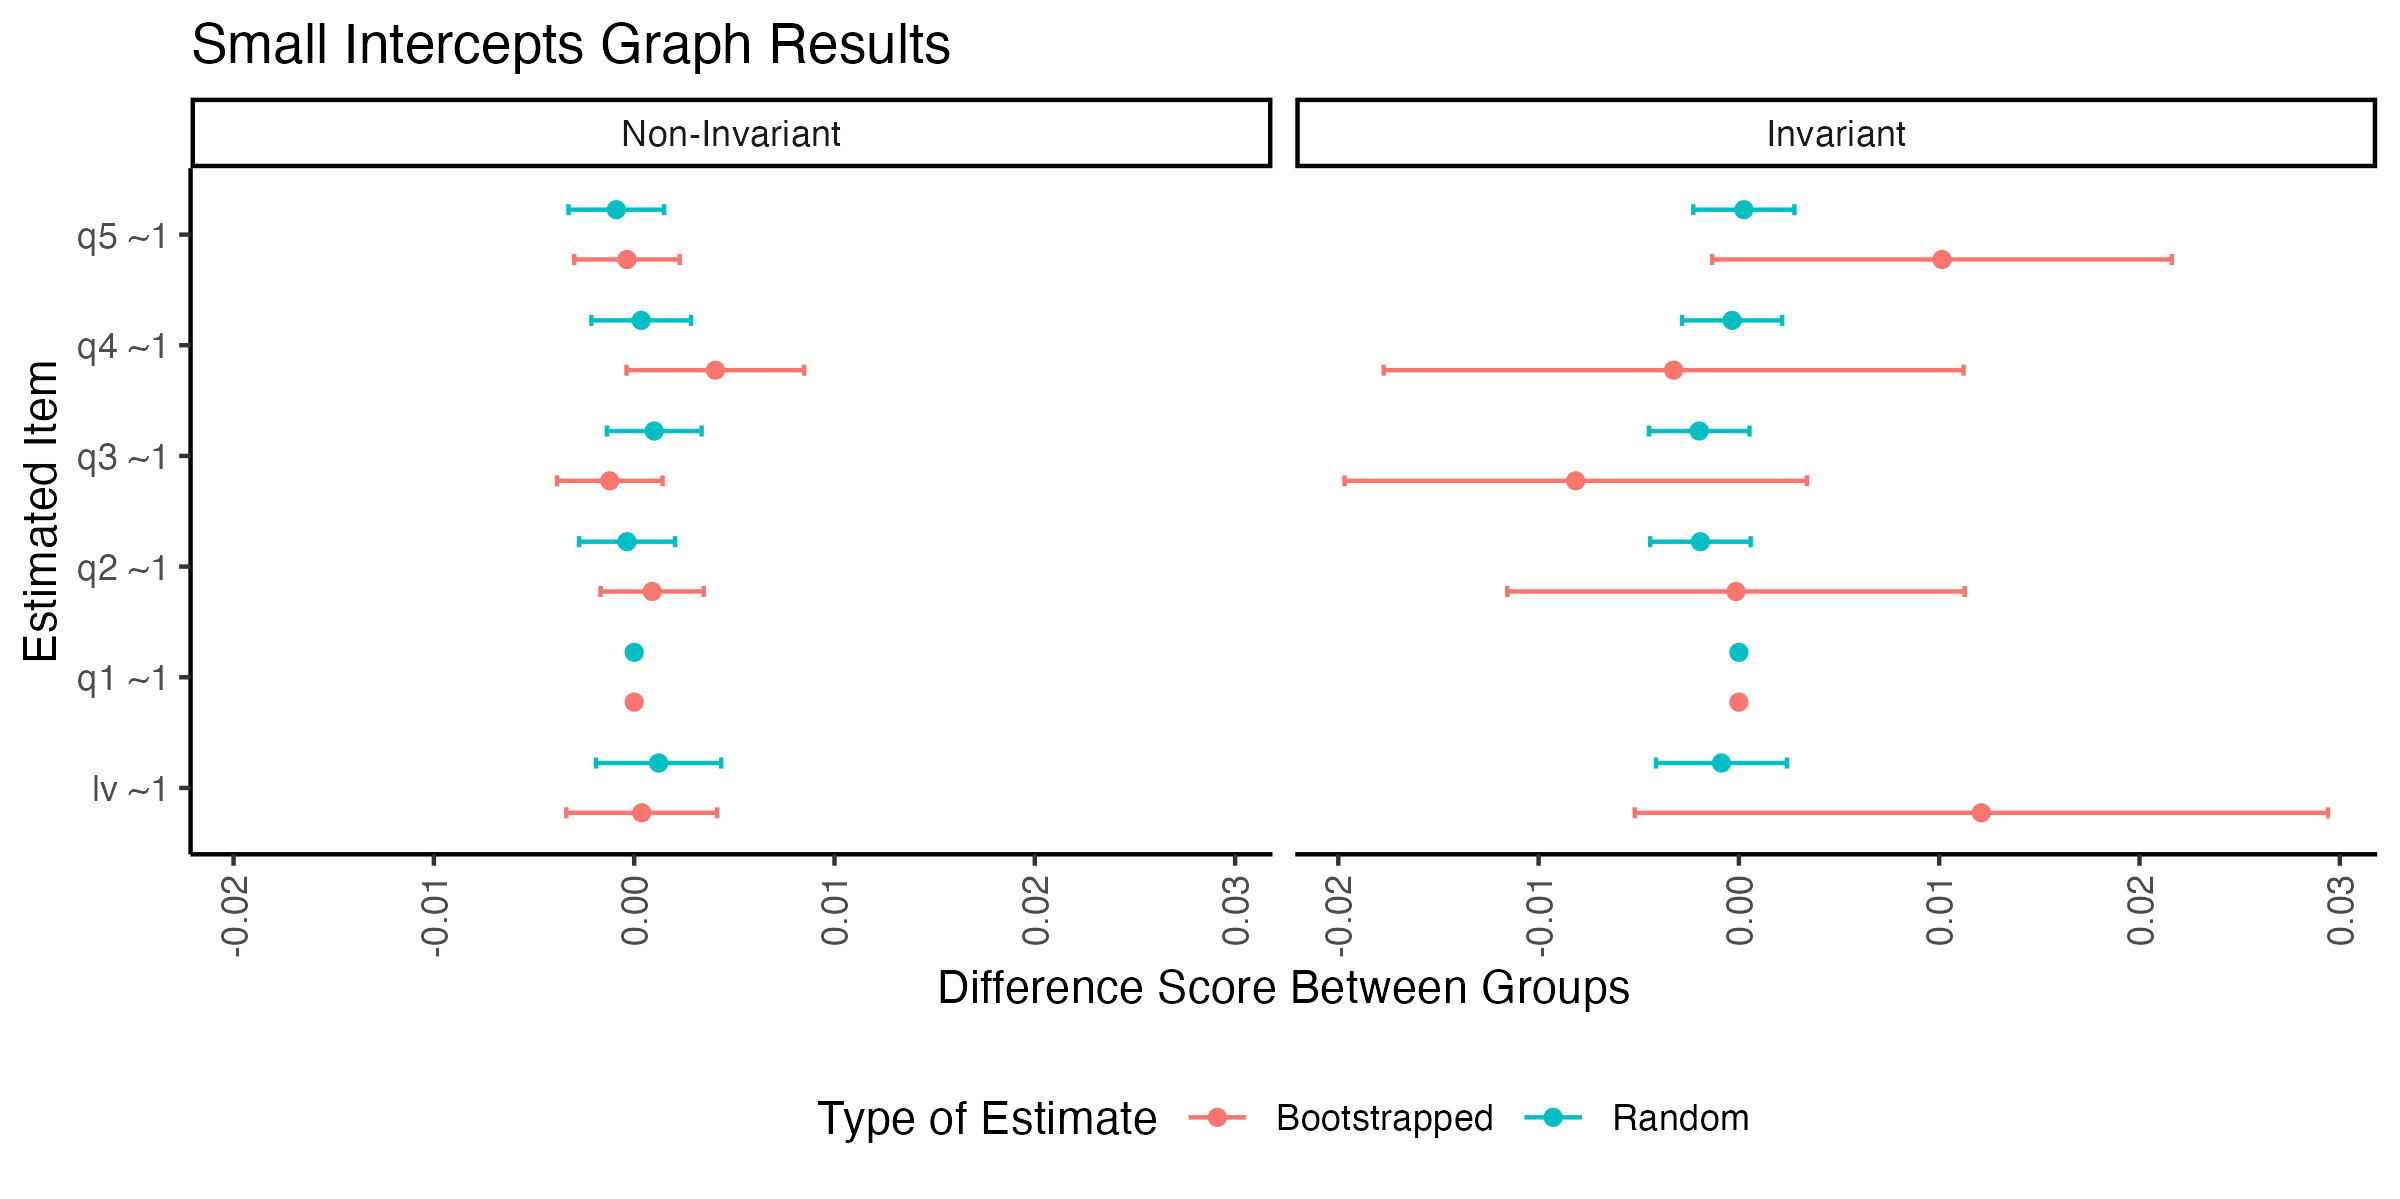 Small Intercepts Graph Results
Non-Invariant
Invariant
Estimated Item
q5 ~1
q4 ~1
q3 ~1
q2 ~1
q1 ~1
lv ~1
-0.02 -0.01 0.00 0.01 0.02 0.03
-0.02 -0.01 0.00 0.01 0.02 0.03
Difference Score Between Groups
Type of Estimate Bootstrapped Random